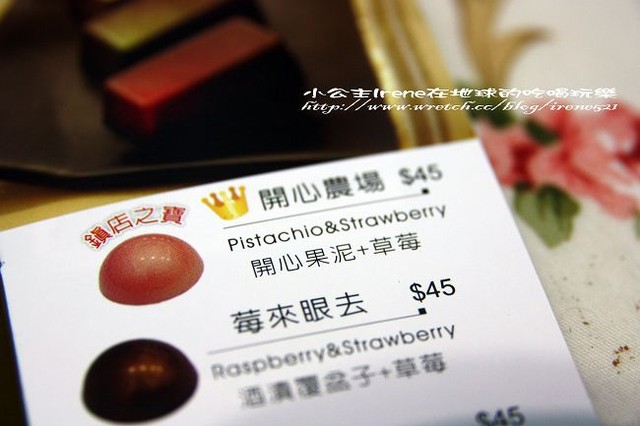 小公主Irene在地球的吃喝玩樂
http://www.wretch.cc/blog/irene521
鎮店之寶
開心農場 $45
Pistachio&Strawberry
開心果泥+草莓
莓來眼去 $45
Raspberry&Strawberry
酒漬覆盆子+草莓
$45